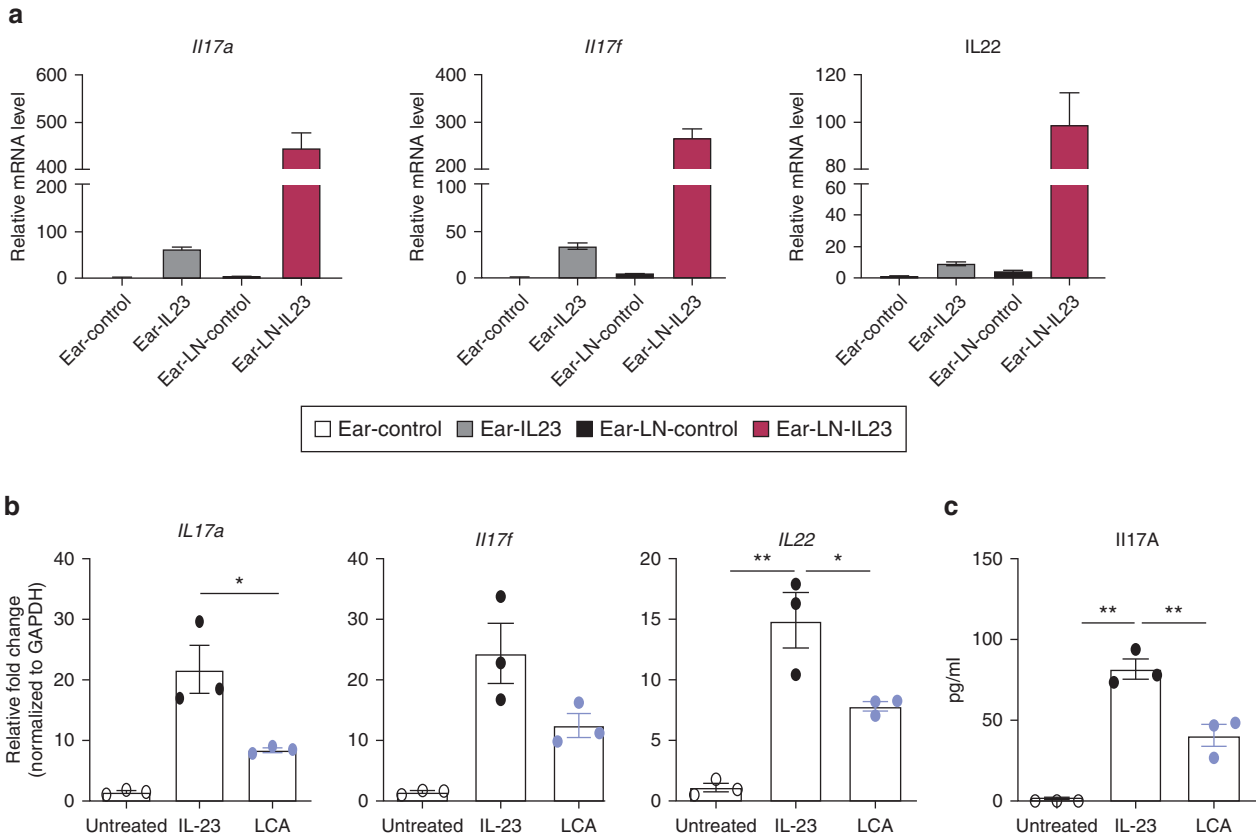 a
Il17a
Il17f
IL22
Relative mRNA level
600
500
400
200
100
0
Ear-control
Ear-IL23
Ear-LN-control
Ear-LN-IL23
Relative mRNA level
400
300
200
100
50
0
Ear-control
Ear-IL23
Ear-LN-control
Ear-LN-IL23
Relative mRNA level
120
100
80
60
40
20
0
Ear-control
Ear-IL23
Ear-LN-control
Ear-LN-IL23
Ear-control Ear-IL23 Ear-LN-control Ear-LN-IL23
b
IL17a
Relative fold change
(normalized to GAPDH)
40
30
20
10
0
*
Untreated IL-23 LCA
Il17f
40
30
20
10
0
Untreated IL-23 LCA
IL22
20
15
10
5
0
** *
Untreated IL-23 LCA
c
Il17A
pg/ml
150
100
50
0
** **
Untreated IL-23 LCA